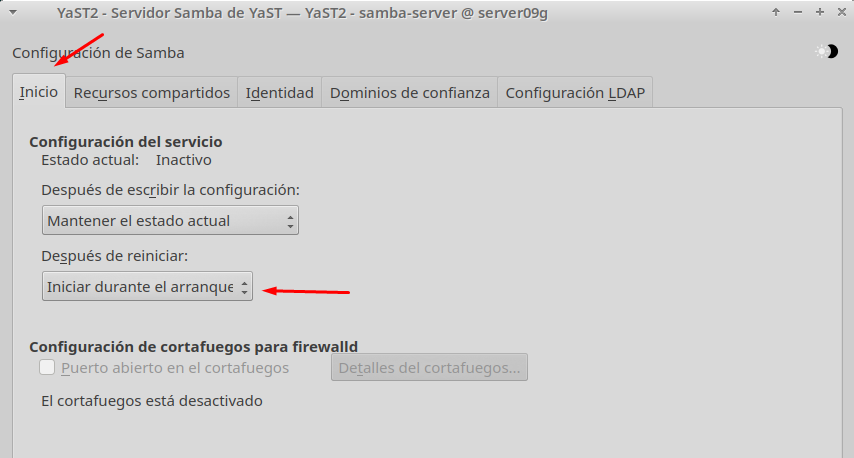 YaST2 - Servidor Samba de YaST — YaST2 - samba-server @ server09g
Configuración de Samba
Inicio Recursos compartidos Identidad Dominios de confianza Configuración LDAP
Configuración del servicio
Estado actual: Inactivo
Después de escribir la configuración:
Mantener el estado actual
Después de reiniciar:
Iniciar durante el arranque
Configuración de cortafuegos para firewalld
Puerto abierto en el cortafuegos Detalles del cortafuegos...
El cortafuegos está desactivado